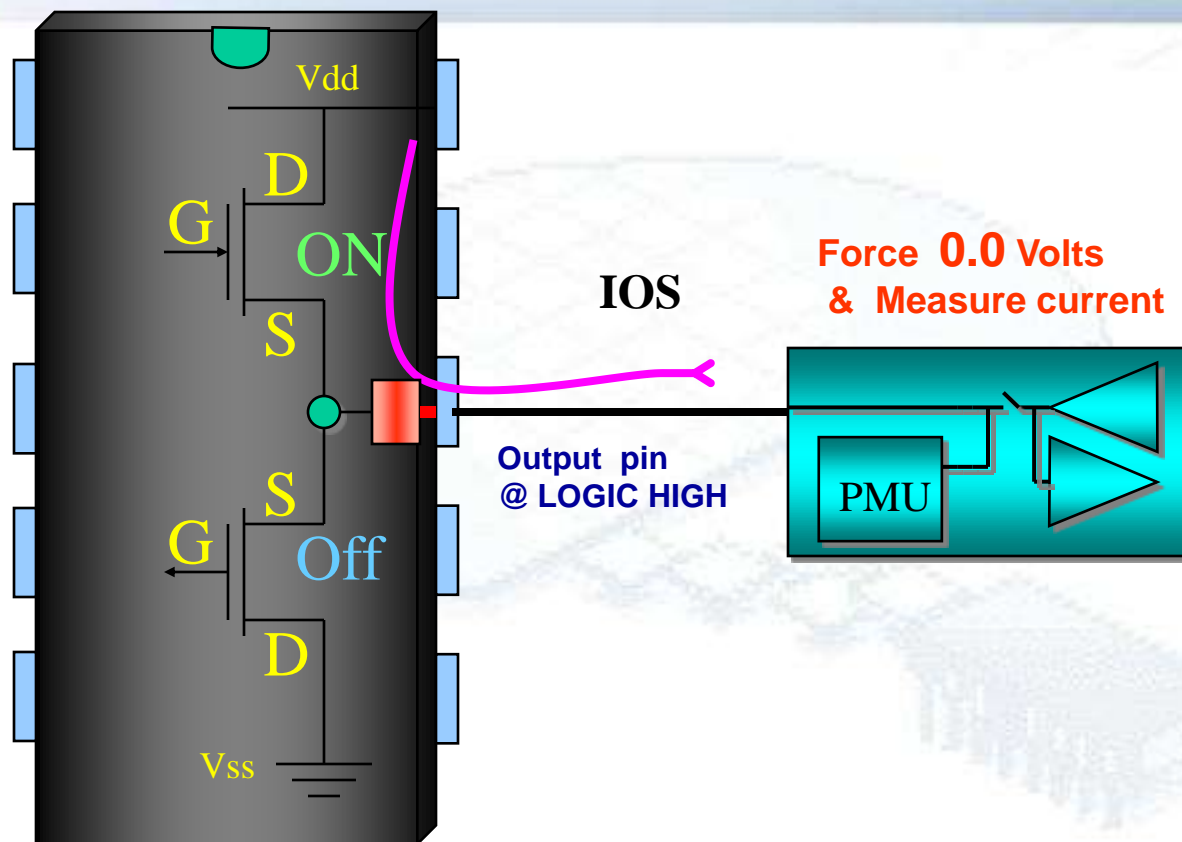 Vdd
D
G
ON
S
IOS
Force 0.0 Volts
& Measure current
Output pin
@ LOGIC HIGH
PMU
S
G
Off
D
Vss